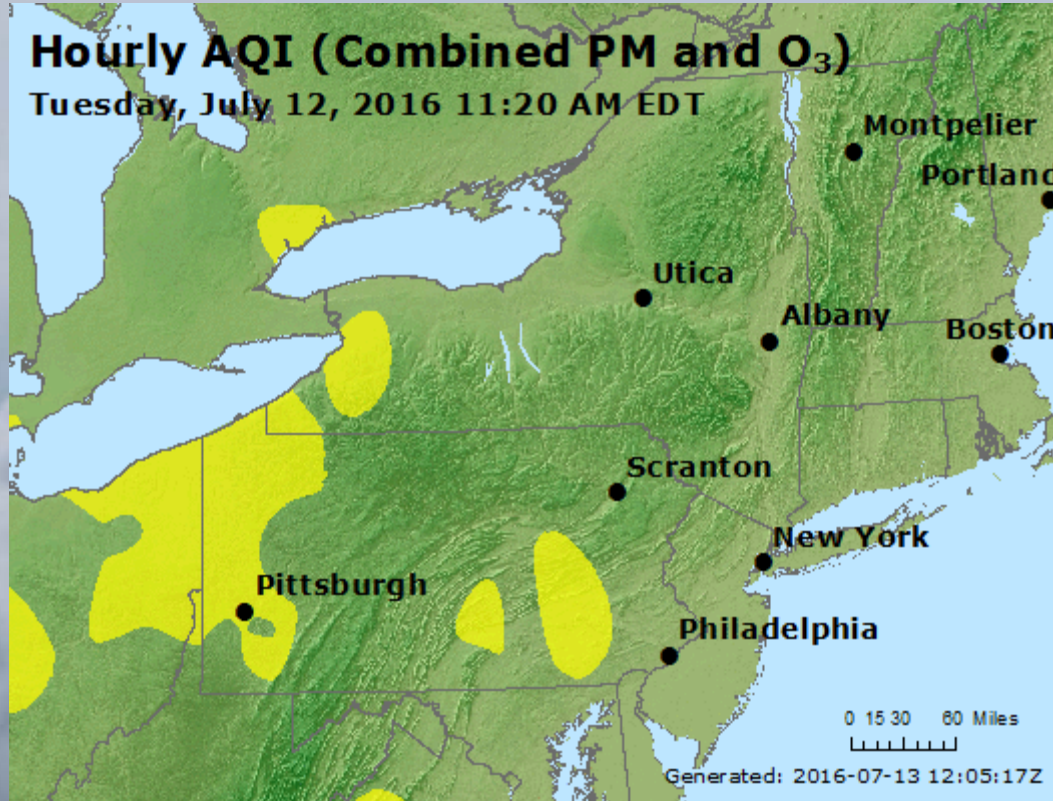 Hourly AQI (Combined PM and O₃)
Tuesday, July 12, 2016 11:20 AM EDT
Montpelier
Portland
Utica
Albany
Boston
Scranton
New York
Pittsburgh
Philadelphia
0 15 30 60 Miles
Generated: 2016-07-13 12:05:17Z